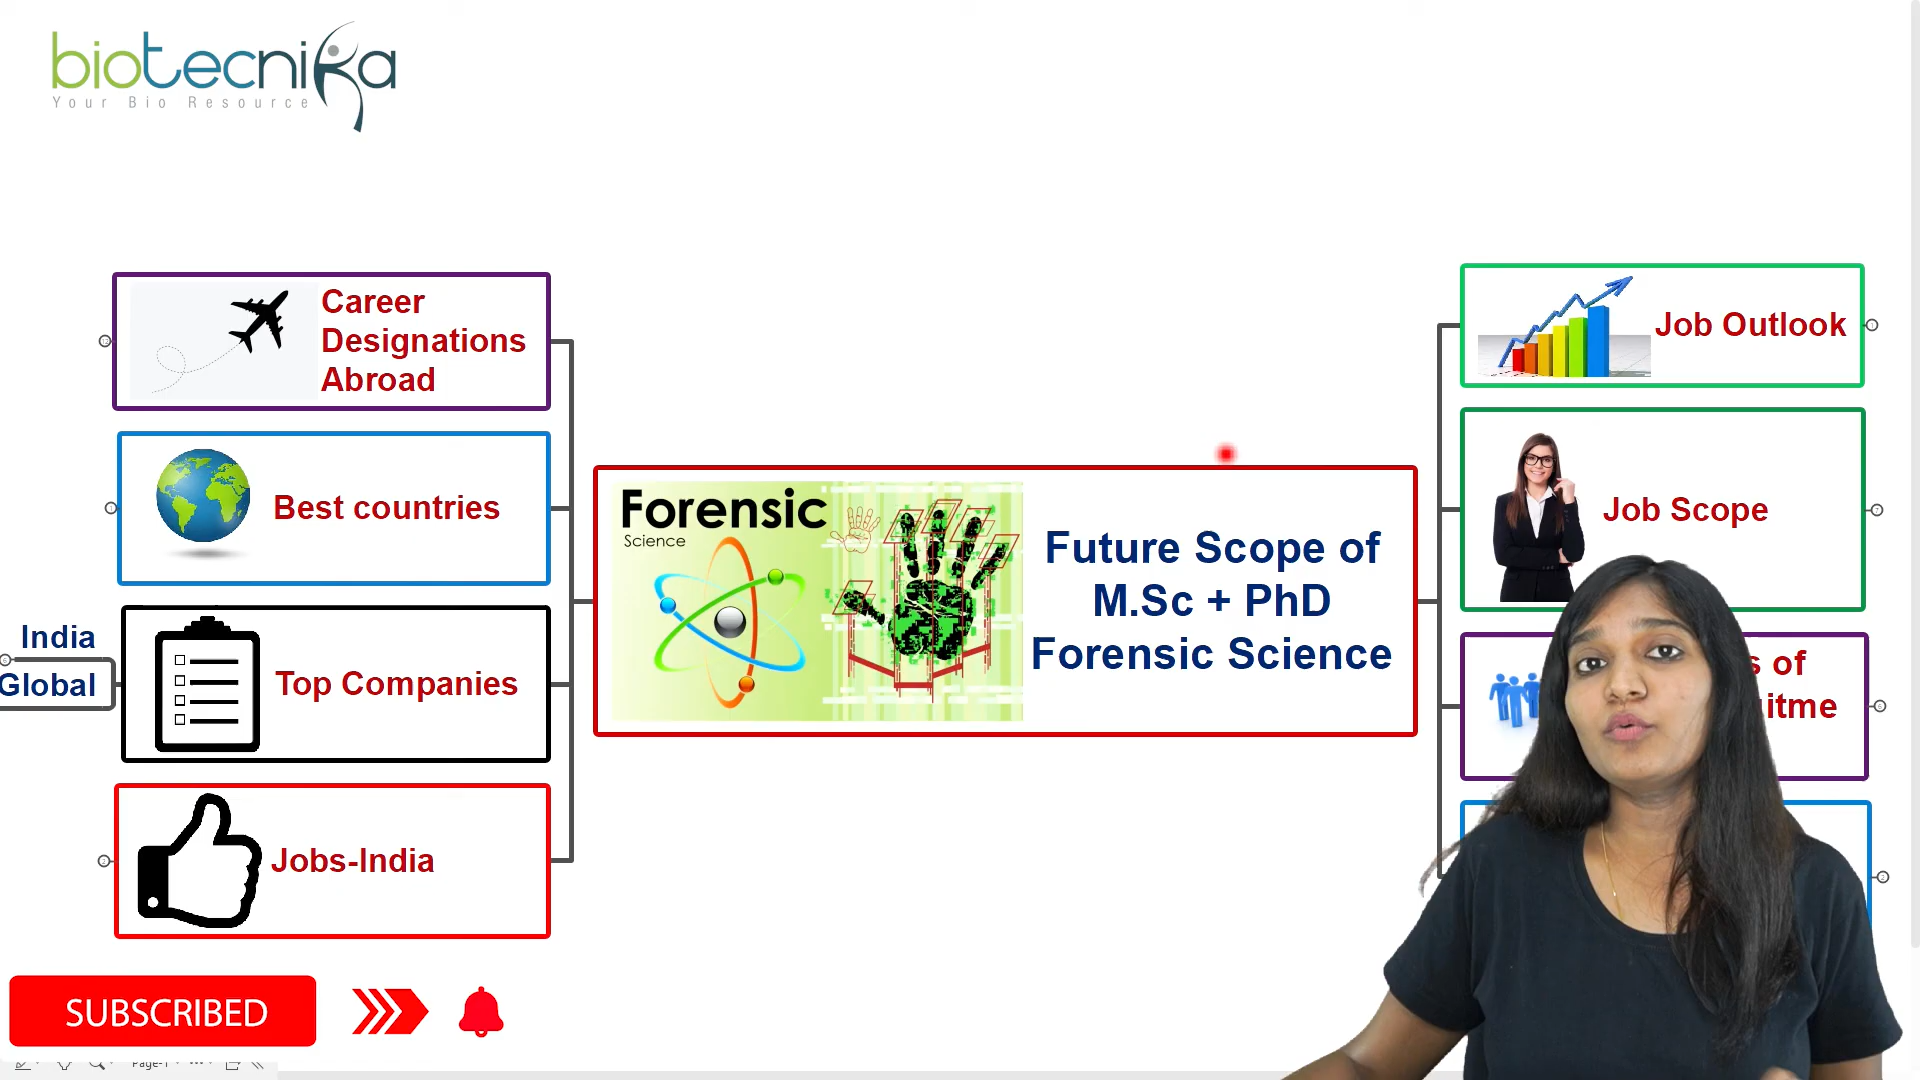 biotecnika
Your Bio Resource
Career
Designations
Abroad
Best countries
India
Global
Top Companies
Jobs-India
Forensic
Science
Future Scope of
M.Sc + PhD
Forensic Science
Job Outlook
Job Scope
of
SUBSCRIBED